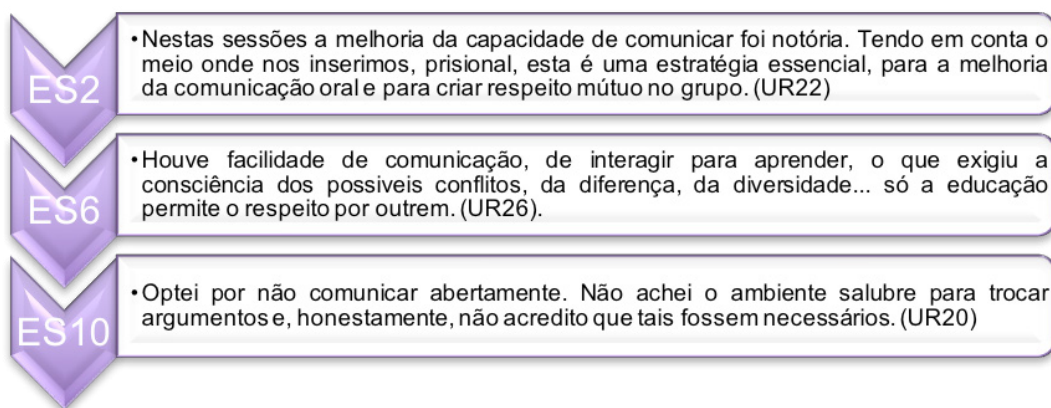 ES2
•Nestas sessões a melhoria da capacidade de comunicar foi notória. Tendo em conta o
meio onde nos inserimos, prisional, esta é uma estratégia essencial, para a melhoria
da comunicação oral e para criar respeito mútuo no grupo. (UR22)
ES6
•Houve facilidade de comunicação, de interagir para aprender, o que exigiu a
consciência dos possiveis conflitos, da diferença, da diversidade... só a educação
permite o respeito por outrem. (UR26).
ES10
•Optei por não comunicar abertamente. Não achei o ambiente salubre para trocar
argumentos e, honestamente, não acredito que tais fossem necessários. (UR20)